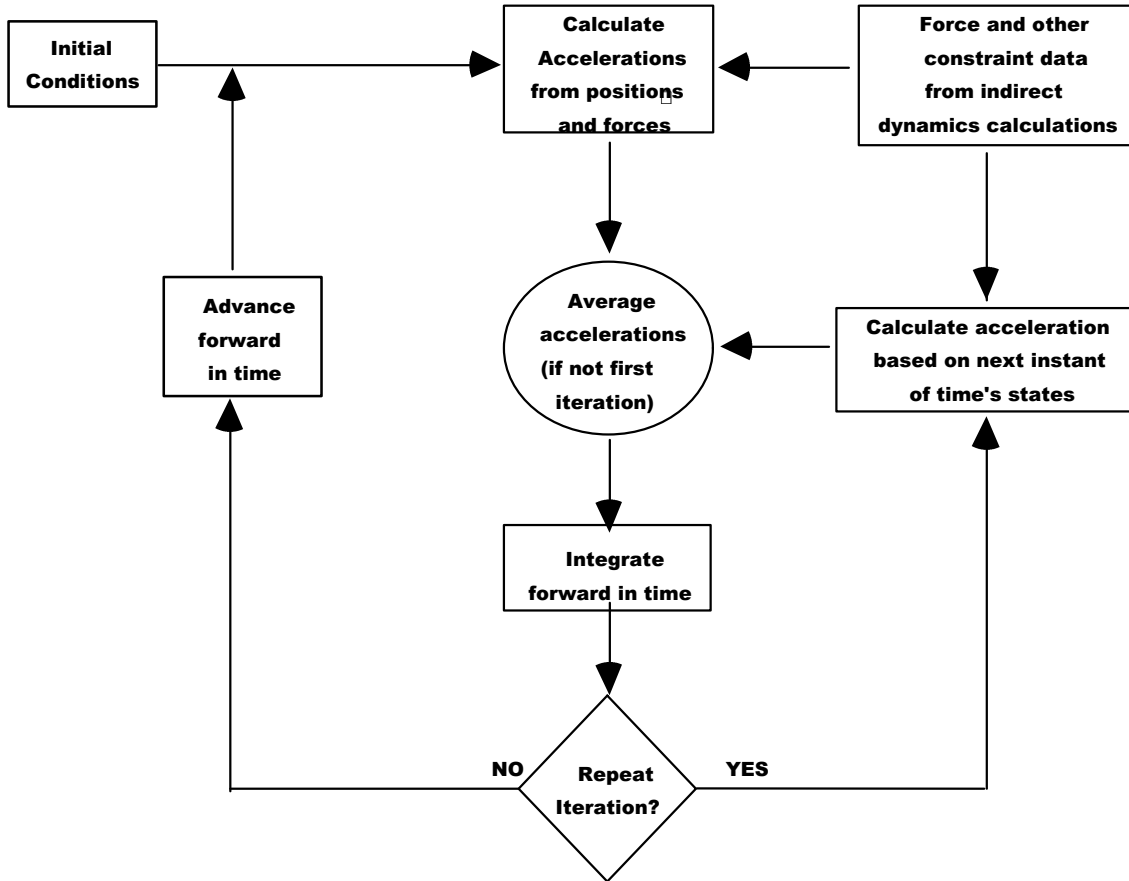 Initial
Conditions
Calculate
Accelerations
from positions
and forces
Force and other
constraint data
from indirect
dynamics calculations
Advance
forward
in time
Average
accelerations
(if not first
iteration)
Calculate acceleration
based on next instant
of time's states
Integrate
forward in time
NO
Repeat
Iteration?
YES